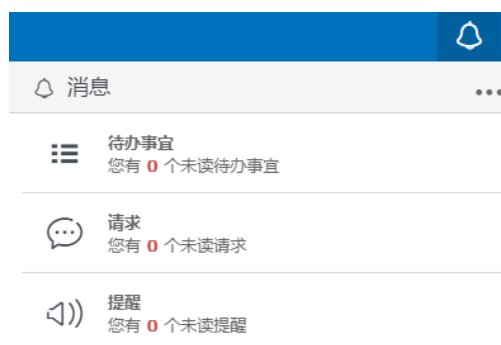 消息
待办事宜
您有 0 个未读待办事宜
请求
您有 0 个未读请求
提醒
您有 0 个未读提醒